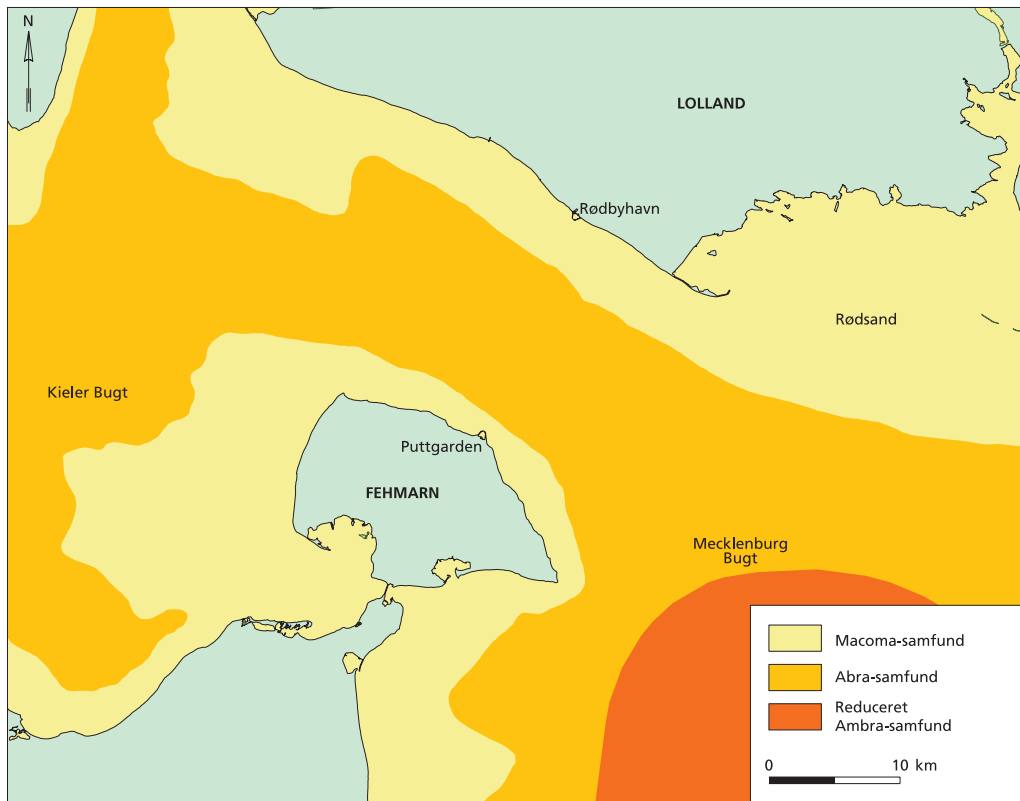 N
LOLLAND
Rødbyhavn
Rødsand
Kieler Bugt
Puttgarden
FEHMARN
Mecklenburg
Bugt
Macoma-samfund
Abra-samfund
Reduceret
Ambra-samfund
0 10 km